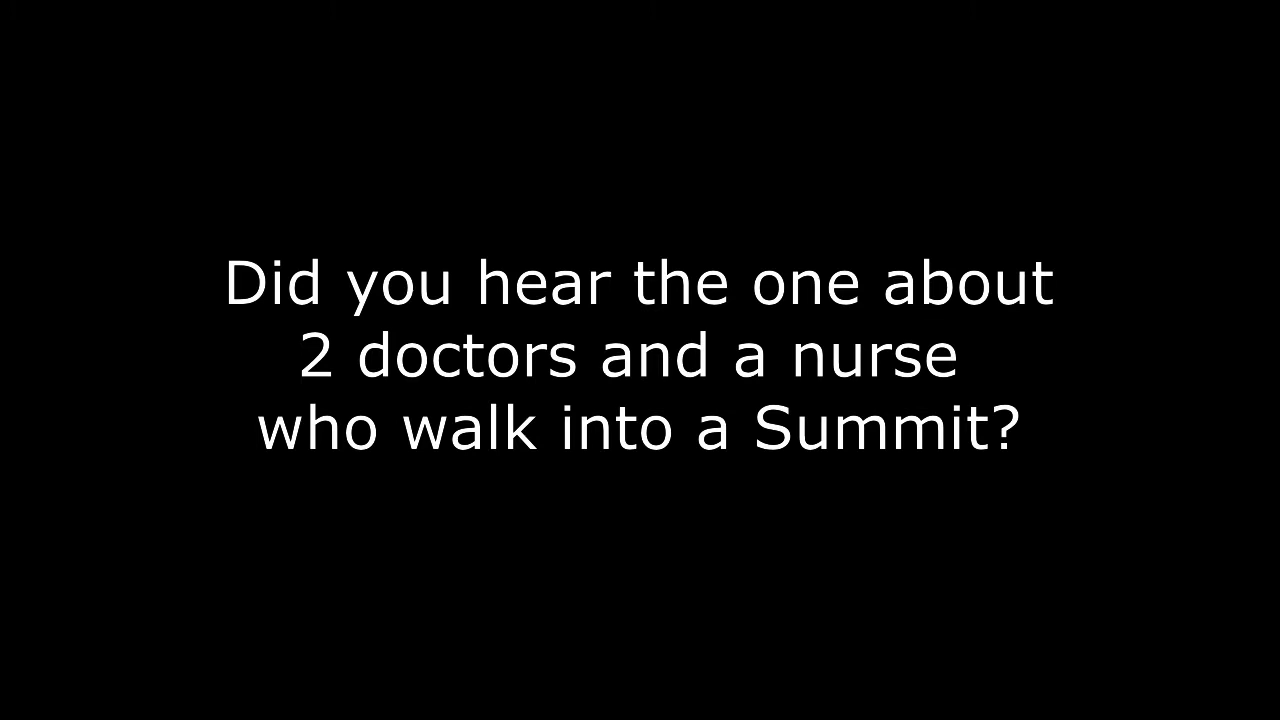 Did you hear the one about
2 doctors and a nurse
who walk into a Summit?